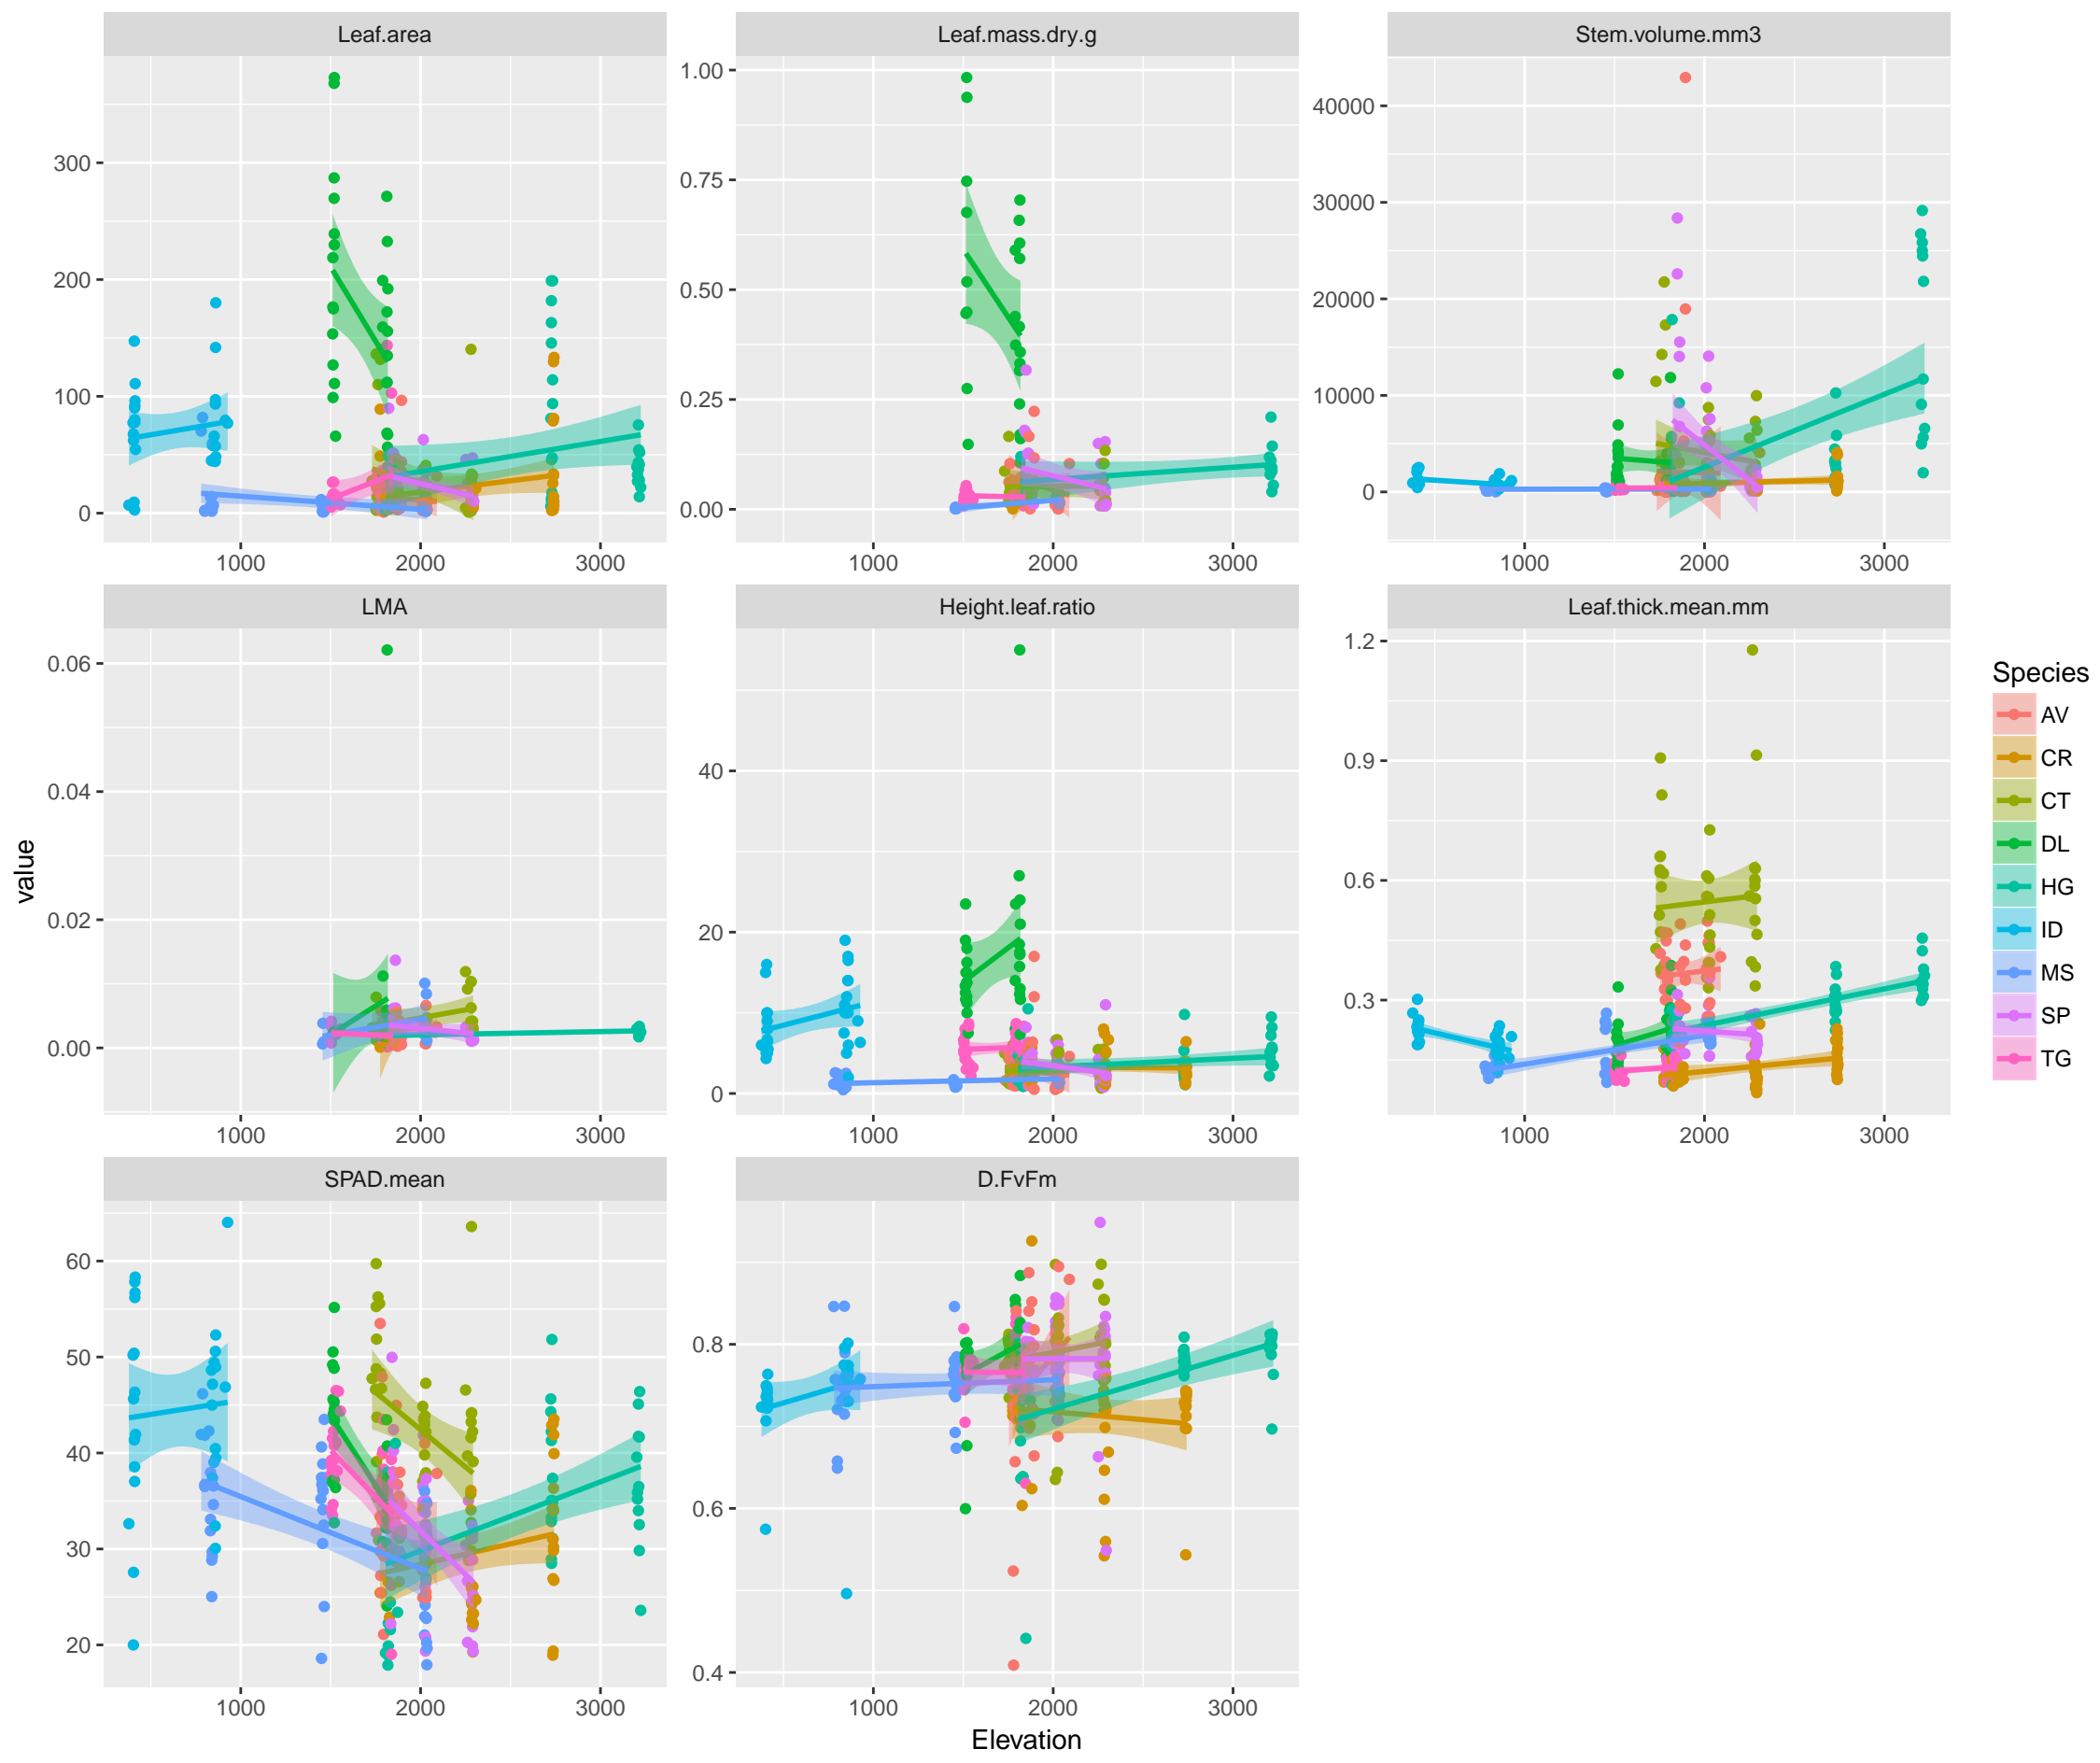 Leaf.area
Leaf.mass.dry.g
Stem.volume.mm3
300
200
100
0
1000 2000 3000
1.00
0.75
0.50
0.25
0.00
1000 2000 3000
40000
30000
20000
10000
0
1000 2000 3000
LMA
Height.leaf.ratio
Leaf.thick.mean.mm
0.06
0.04
0.02
0.00
1000 2000 3000
40
20
0
1000 2000 3000
1.2
0.9
0.6
0.3
1000 2000 3000
SPAD.mean
D.FvFm
60
50
40
30
20
1000 2000 3000
0.8
0.6
0.4
1000 2000 3000
value
Elevation
Species
AV
CR
CT
DL
HG
ID
MS
SP
TG